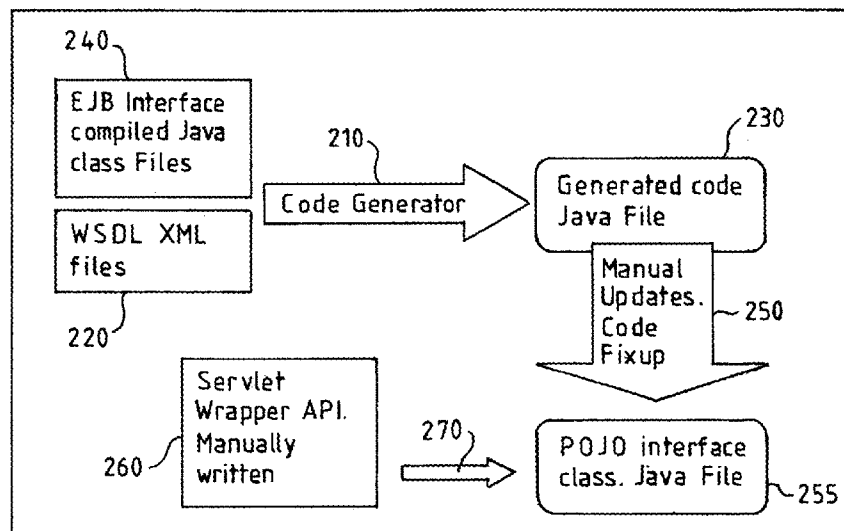 240
EJB Interface
compiled Java
class Files
210
Code Generator
230
Generated code
Java File
WSDL XML
files
220
Manual
Updates.
Code
Fixup
250
Servlet
Wrapper API.
Manually
written
260
270
POJO interface
class. Java File
255